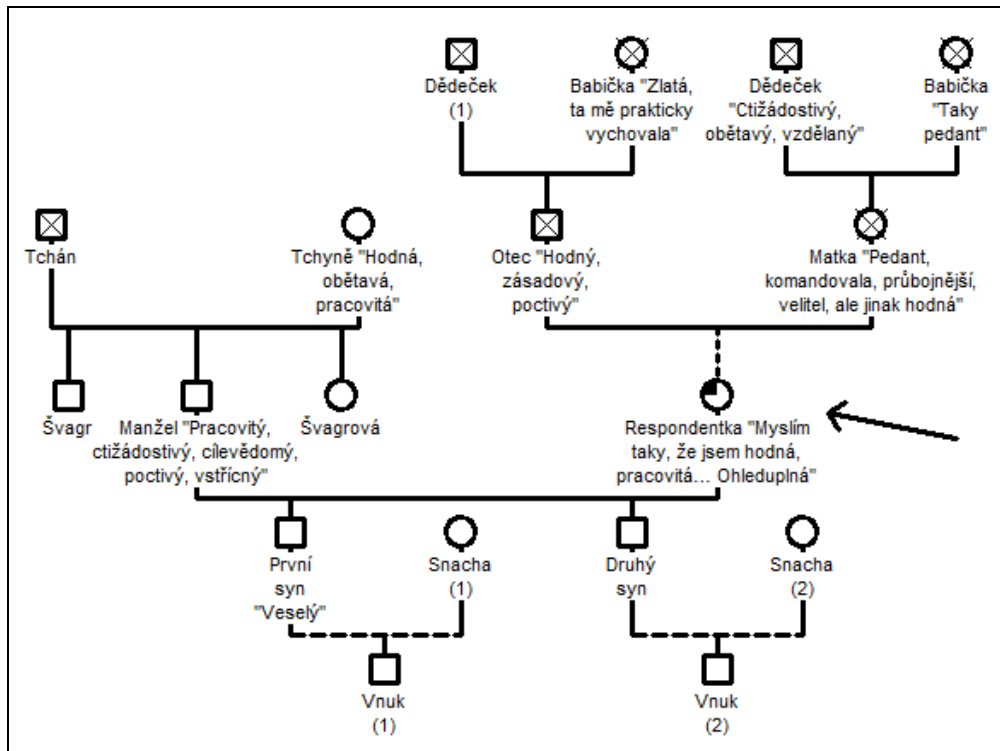 Dědeček
(1)
Babička "Zlatá,
ta mě prakticky
vychovala"
Dědeček
"Ctižádostivý,
obětavý, vzdělaný"
Babička
"Taky
pedant"
Tchán
Tchyně "Hodná,
obětavá,
pracovitá"
Otec "Hodný,
zásadový,
poctivý"
Matka "Pedant,
komandovala, průbojnější,
velitel, ale jinak hodná"
Švagr
Manžel "Pracovitý,
ctižádostivý, cílevědomý,
poctivý, vstřícný"
Švagrová
Respondentka "Myslím
taky, že jsem hodná,
pracovitá... Ohleduplná"
První
syn
"Veselý"
Snacha
(1)
Druhý
syn
Snacha
(2)
Vnuk
(1)
Vnuk
(2)